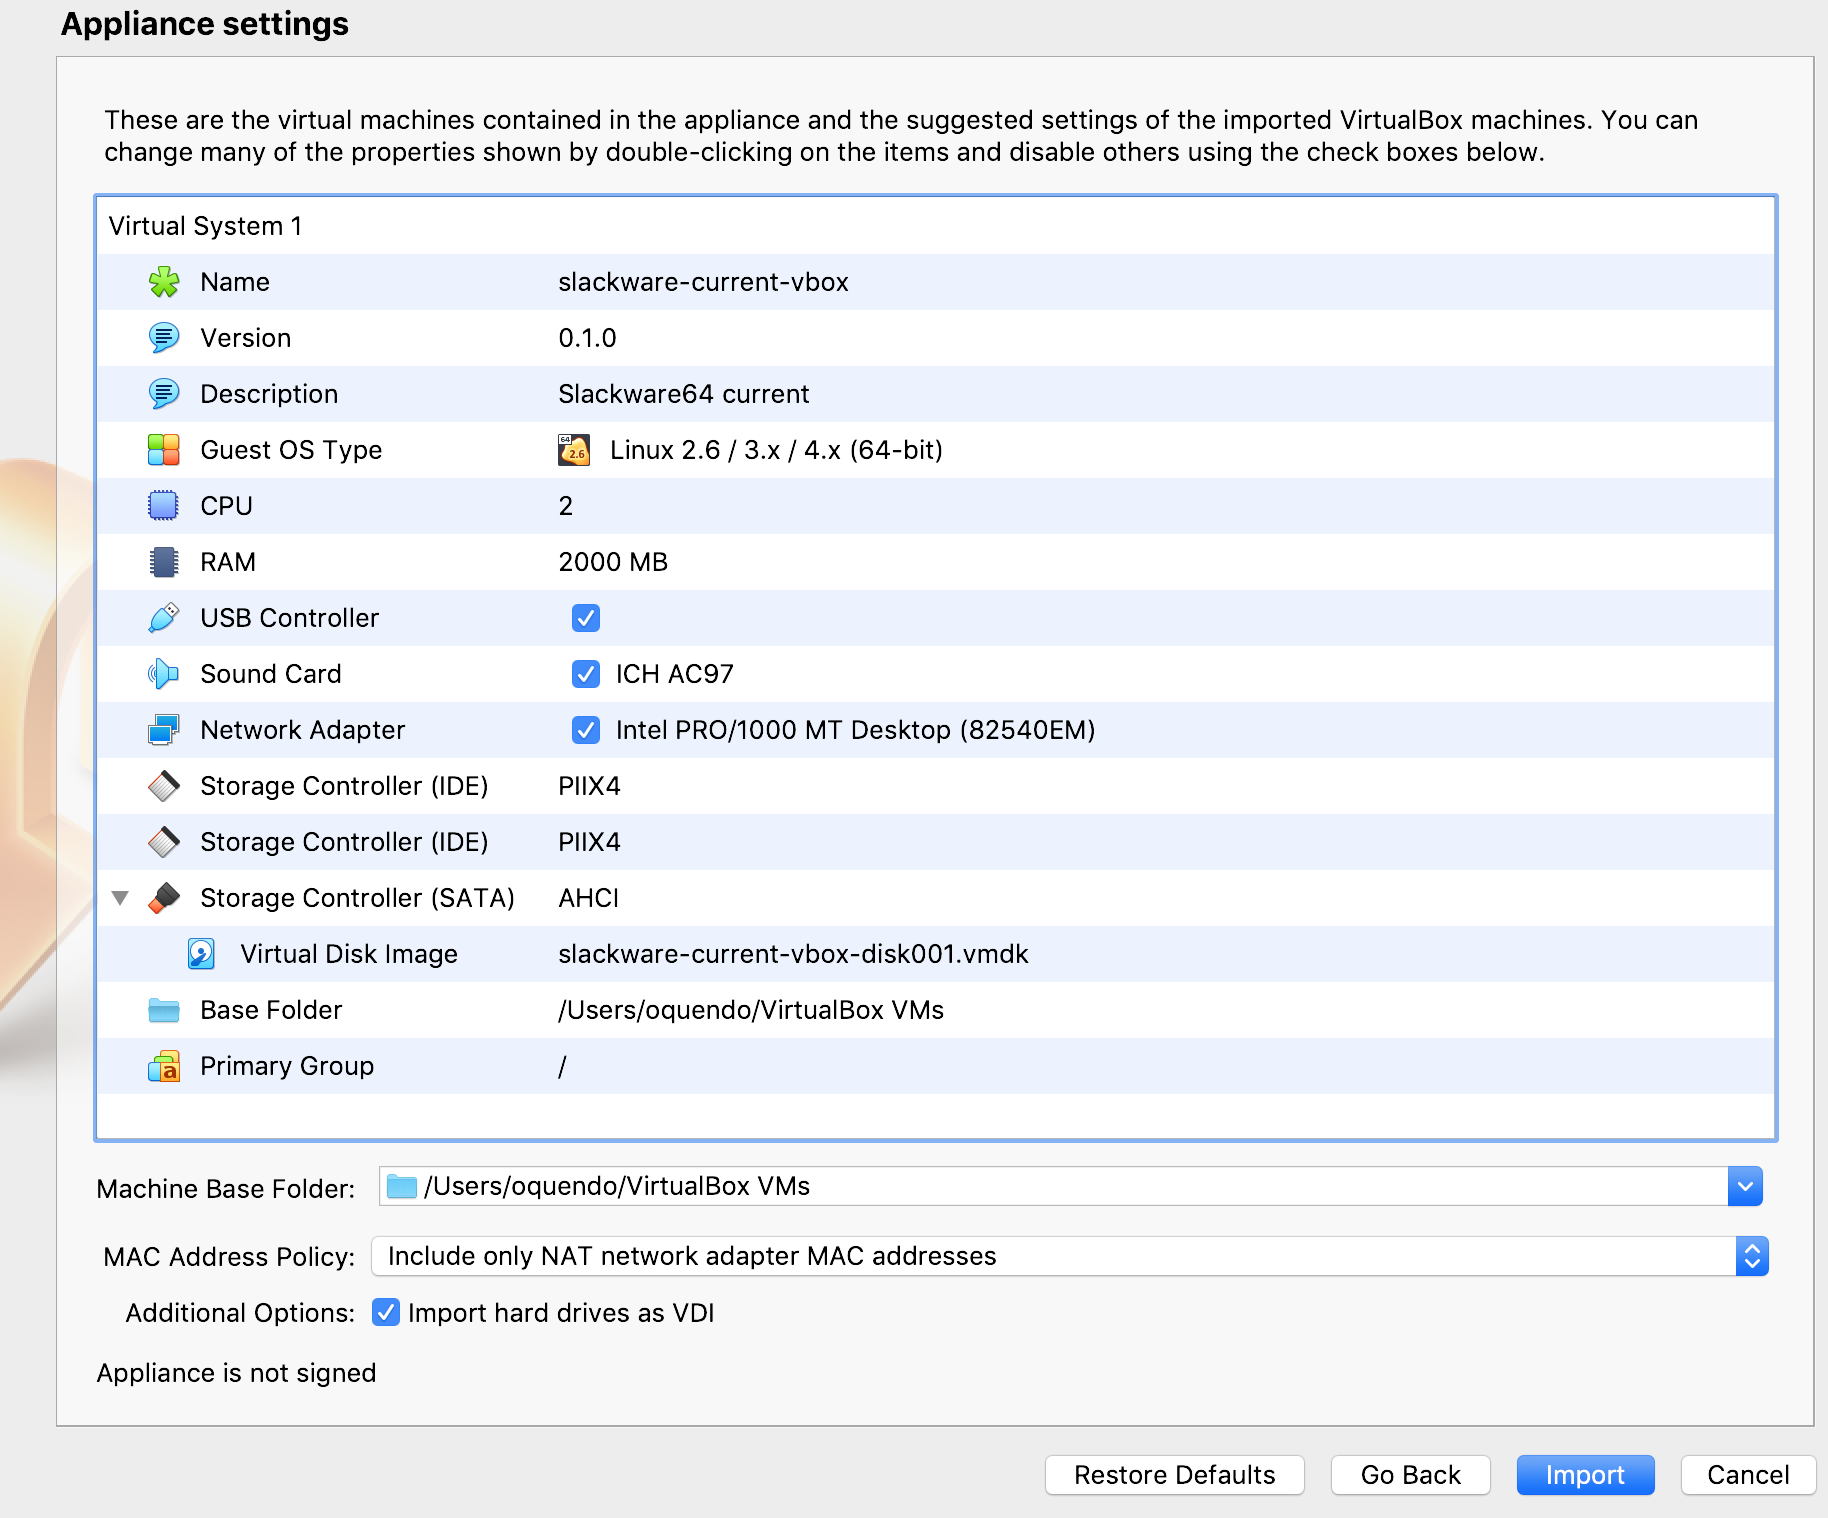 Appliance settings
These are the virtual machines contained in the appliance and the suggested settings of the imported VirtualBox machines. You can
change many of the properties shown by double-clicking on the items and disable others using the check boxes below.
Virtual System 1
Name slackware-current-vbox
Version 0.1.0
Description Slackware64 current
Guest OS Type 64 2.6 Linux 2.6 / 3.x / 4.x (64-bit)
CPU 2
RAM 2000 MB
USB Controller
Sound Card ICH AC97
Network Adapter Intel PRO/1000 MT Desktop (82540EM)
Storage Controller (IDE) PIIX4
Storage Controller (IDE) PIIX4
Storage Controller (SATA) AHCI
Virtual Disk Image slackware-current-vbox-disk001.vmdk
Base Folder /Users/oquendo/VirtualBox VMs
a Primary Group /
Machine Base Folder: /Users/oquendo/VirtualBox VMs
MAC Address Policy: Include only NAT network adapter MAC addresses
Additional Options: Import hard drives as VDI
Appliance is not signed
Restore Defaults Go Back Import Cancel